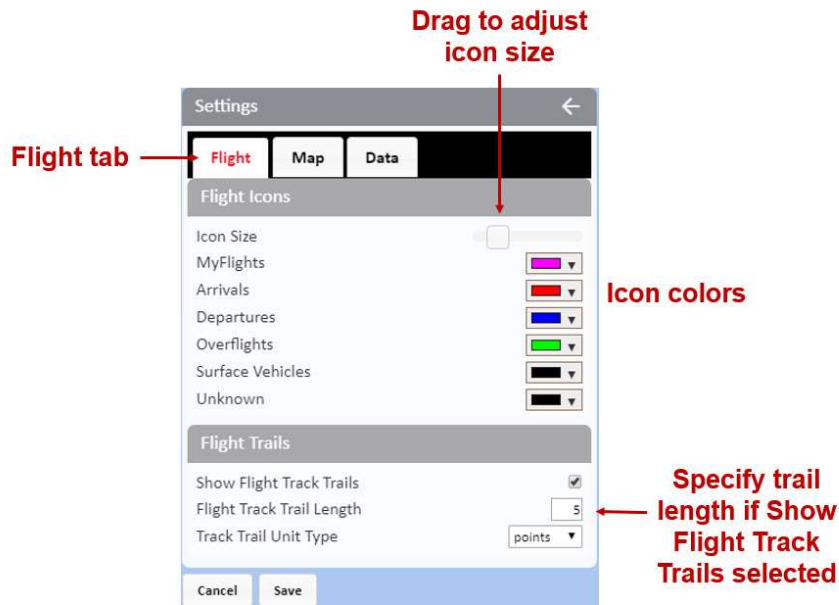 Drag to adjust
icon size
Settings
Flight tab
Flight Map Data
Flight Icons
Icon Size
MyFlights
Arrivals
Icon colors
Departures
Overflights
Surface Vehicles
Unknown
Flight Trails
Show Flight Track Trails
Flight Track Trail Length 5
Track Trail Unit Type points
Specify trail
length if Show
Flight Track
Trails selected
Cancel Save